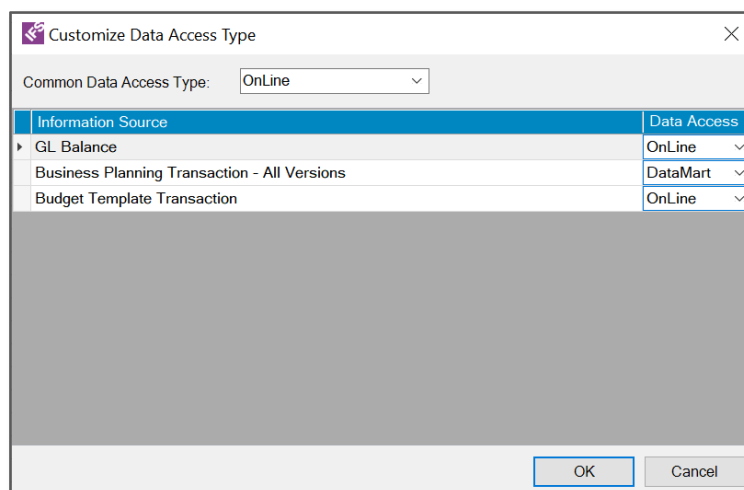 IFS Customize Data Access Type
Common Data Access Type: OnLine
Information Source Data Access
GL Balance OnLine
Business Planning Transaction - All Versions DataMart
Budget Template Transaction OnLine
OK Cancel